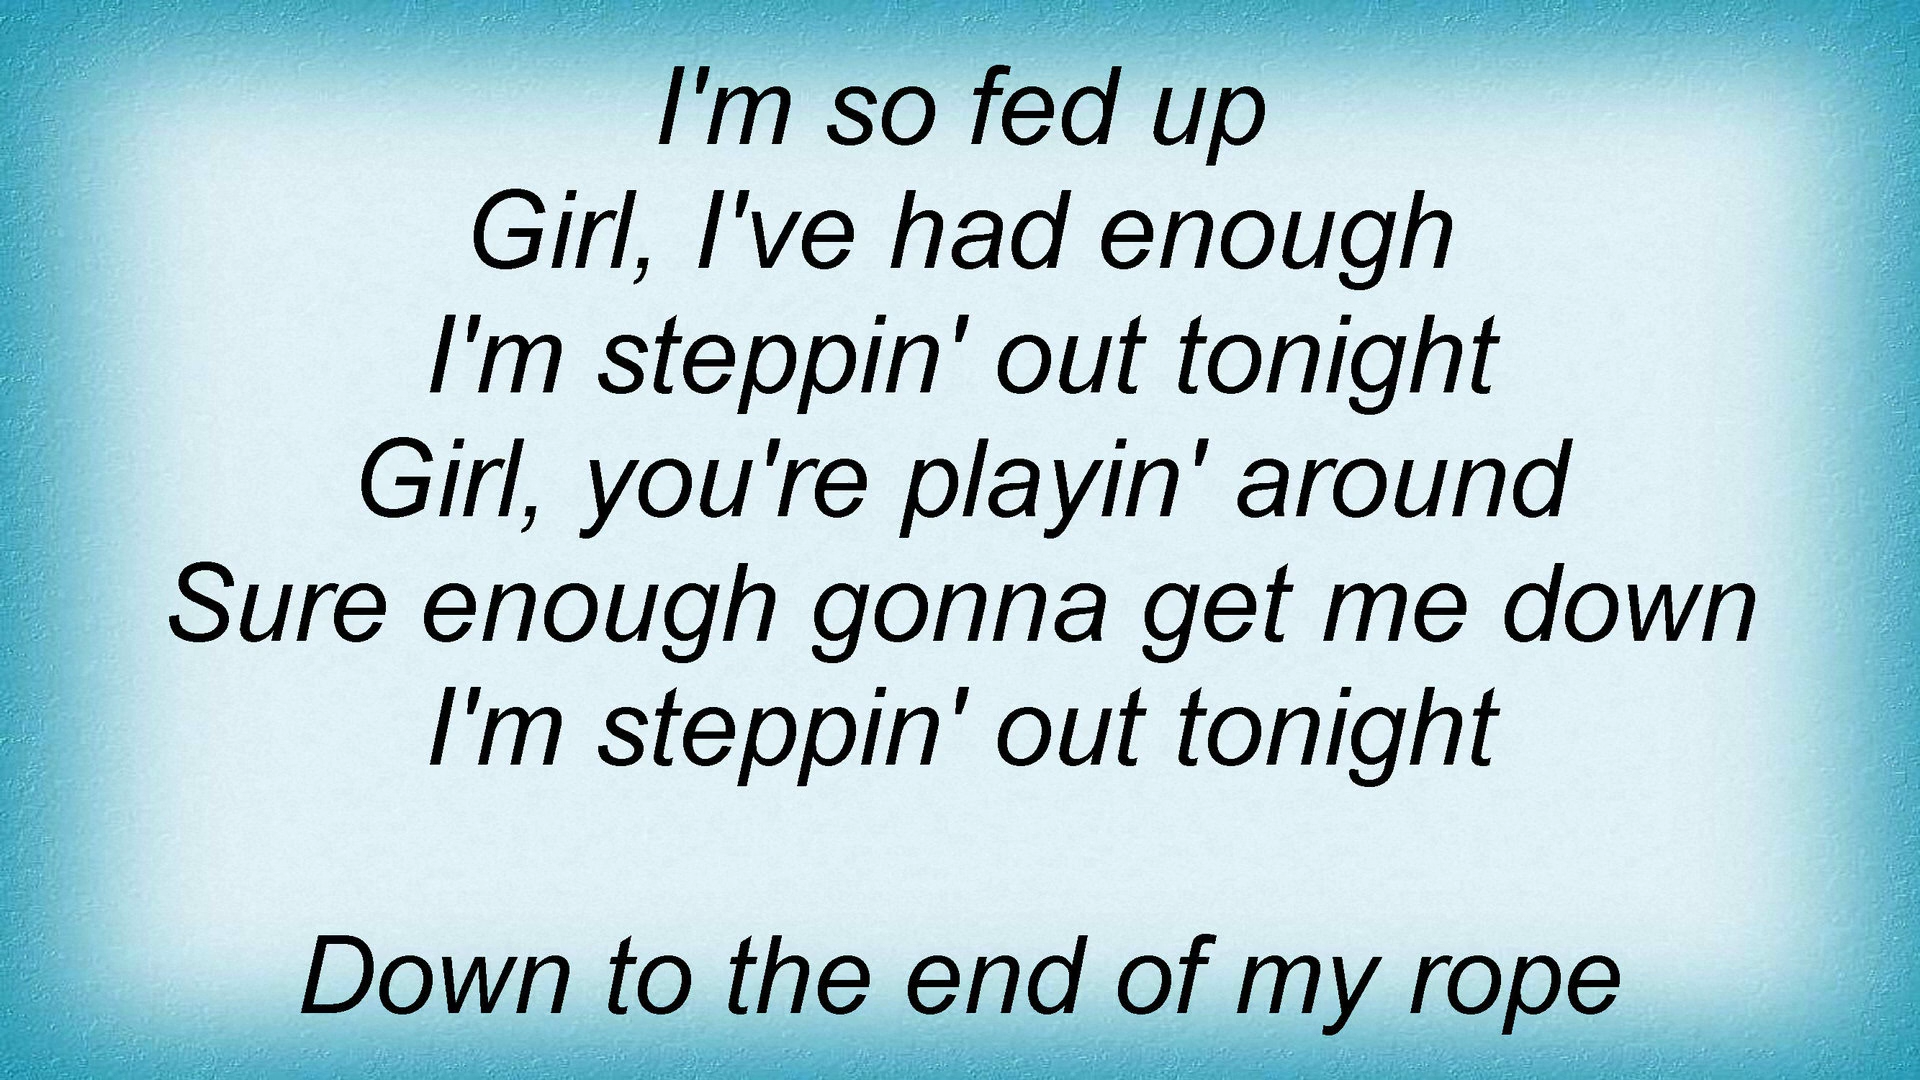 I'm so fed up
Girl, I've had enough
I'm steppin' out tonight
Girl, you're playin' around
Sure enough gonna get me down
I'm steppin' out tonight
Down to the end of my rope